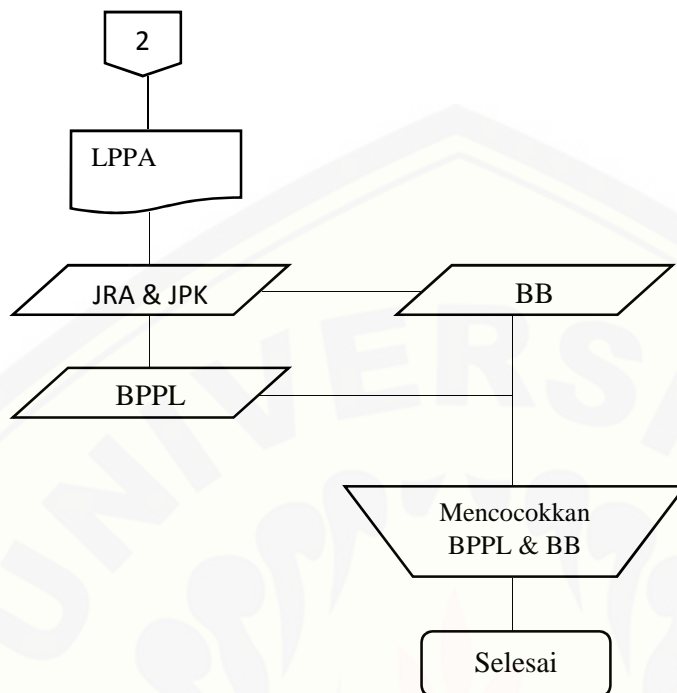 2
LPPA
JRA & JPK
BB
BPPL
Mencocokkan
BPPL & BB
Selesai